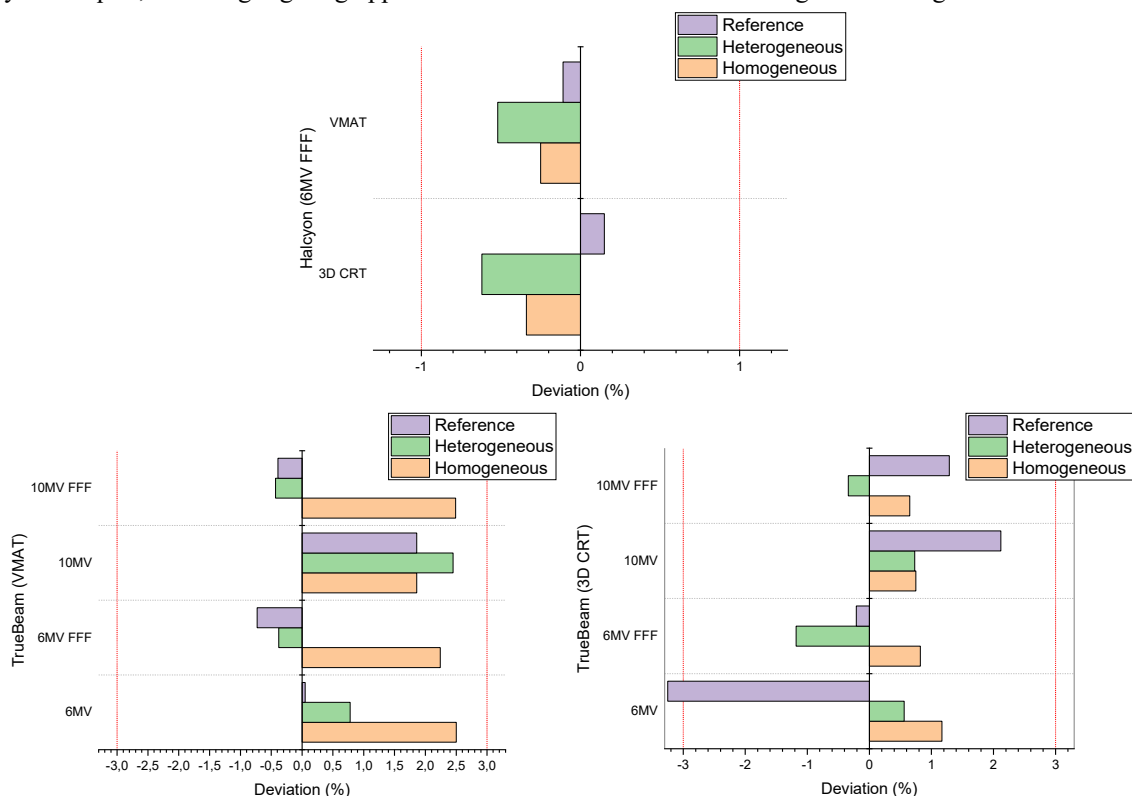 Reference
Heterogeneous
Homogeneous
VMAT
3D CRT
Halcyon (6MV FFF)
-1
0
1
Deviation (%)
Reference
Heterogeneous
Homogeneous
10MV FFF
10MV
6MV FFF
6MV
TrueBeam (VMAT)
-3,0 -2,5 -2,0 -1,5 -1,0 -0,5 0,0 0,5 1,0 1,5 2,0 2,5 3,0
Deviation (%)
Reference
Heterogeneous
Homogeneous
10MV FFF
10MV
6MV FFF
6MV
TrueBeam (3D CRT)
-3 -2 -1 0 1 2 3
Deviation (%)